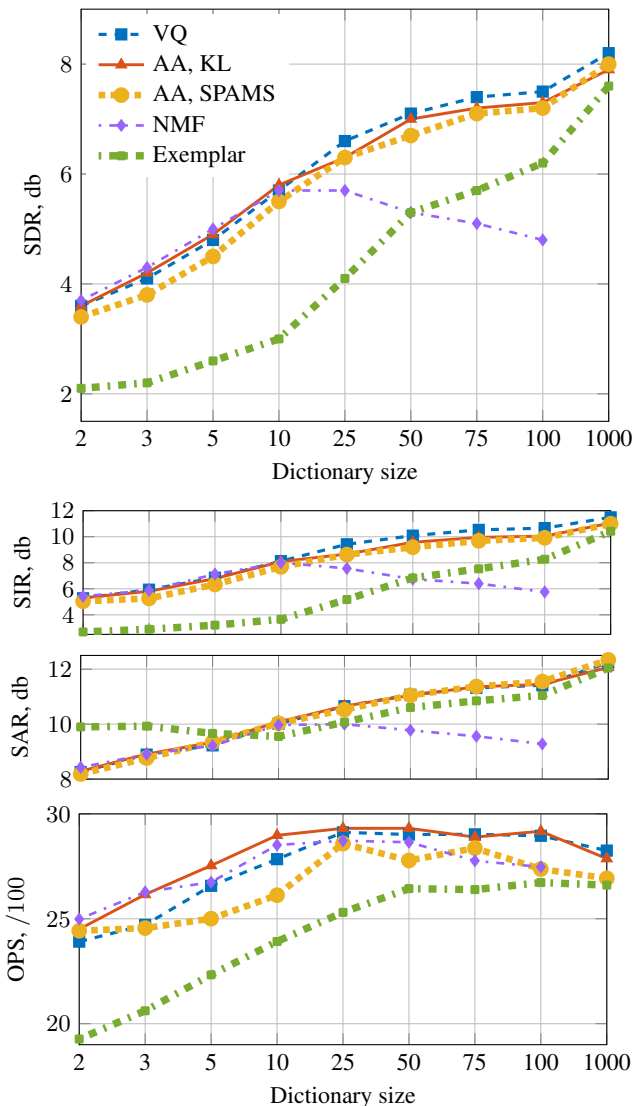 VQ
AA, KL
AA, SPAMS
NMF
Exemplar
SDR, db
8
6
4
2
2 3 5 10 25 50 75 100 1000
Dictionary size
SIR, db
12
10
8
6
4
SAR, db
12
10
8
OPS, /100
30
25
20
2 3 5 10 25 50 75 100 1000
Dictionary size